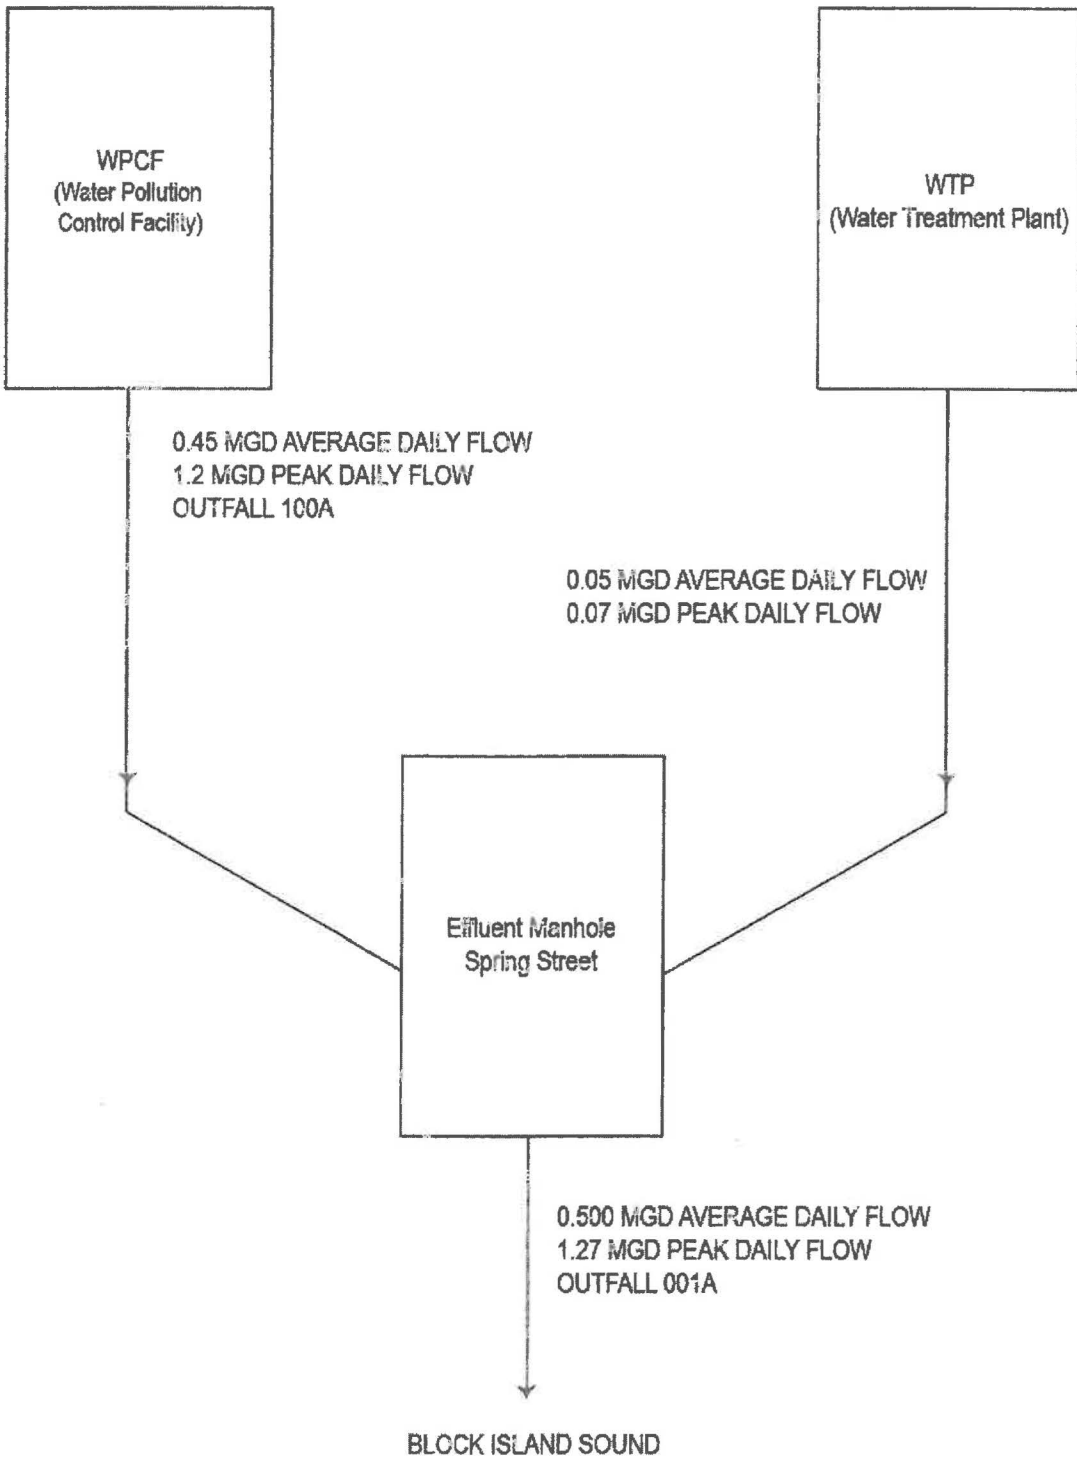 WPCF
(Water Pollution
Control Facility)
WTP
(Water Treatment Plant)
0.45 MGD AVERAGE DAILY FLOW
1.2 MGD PEAK DAILY FLOW
OUTFALL 100A
0.05 MGD AVERAGE DAILY FLOW
0.07 MGD PEAK DAILY FLOW
Effluent Manhole
Spring Street
0.500 MGD AVERAGE DAILY FLOW
1.27 MGD PEAK DAILY FLOW
OUTFALL 001A
BLOCK ISLAND SOUND